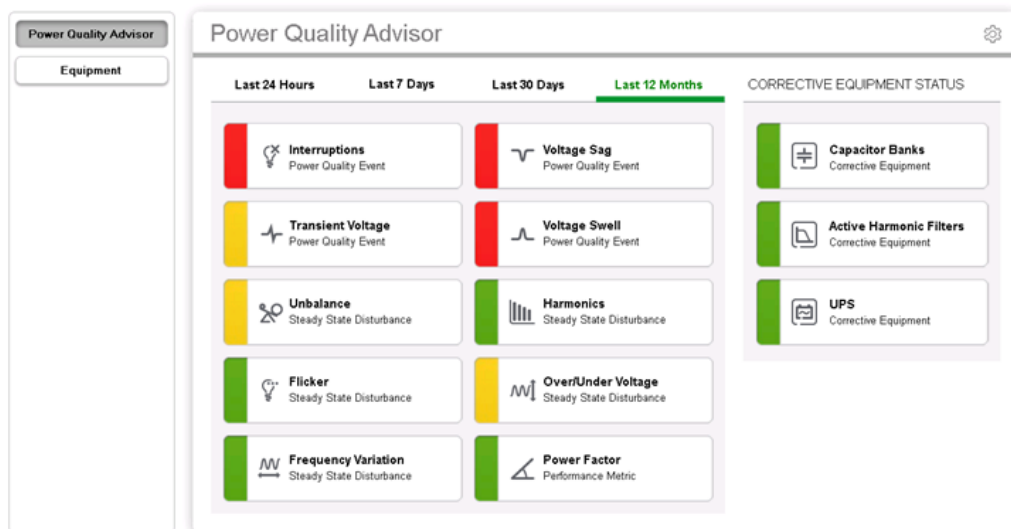 Power Quality Advisor
Equipment
Power Quality Advisor
Last 24 Hours
Last 7 Days
Last 30 Days
Last 12 Months
CORRECTIVE EQUIPMENT STATUS
Interruptions
Power Quality Event
Voltage Sag
Power Quality Event
Capacitor Banks
Corrective Equipment
Transient Voltage
Power Quality Event
Voltage Swell
Power Quality Event
Active Harmonic Filters
Corrective Equipment
Unbalance
Steady State Disturbance
Harmonics
Steady State Disturbance
UPS
Corrective Equipment
Flicker
Steady State Disturbance
Over/Under Voltage
Steady State Disturbance
Frequency Variation
Steady State Disturbance
Power Factor
Performance Metric